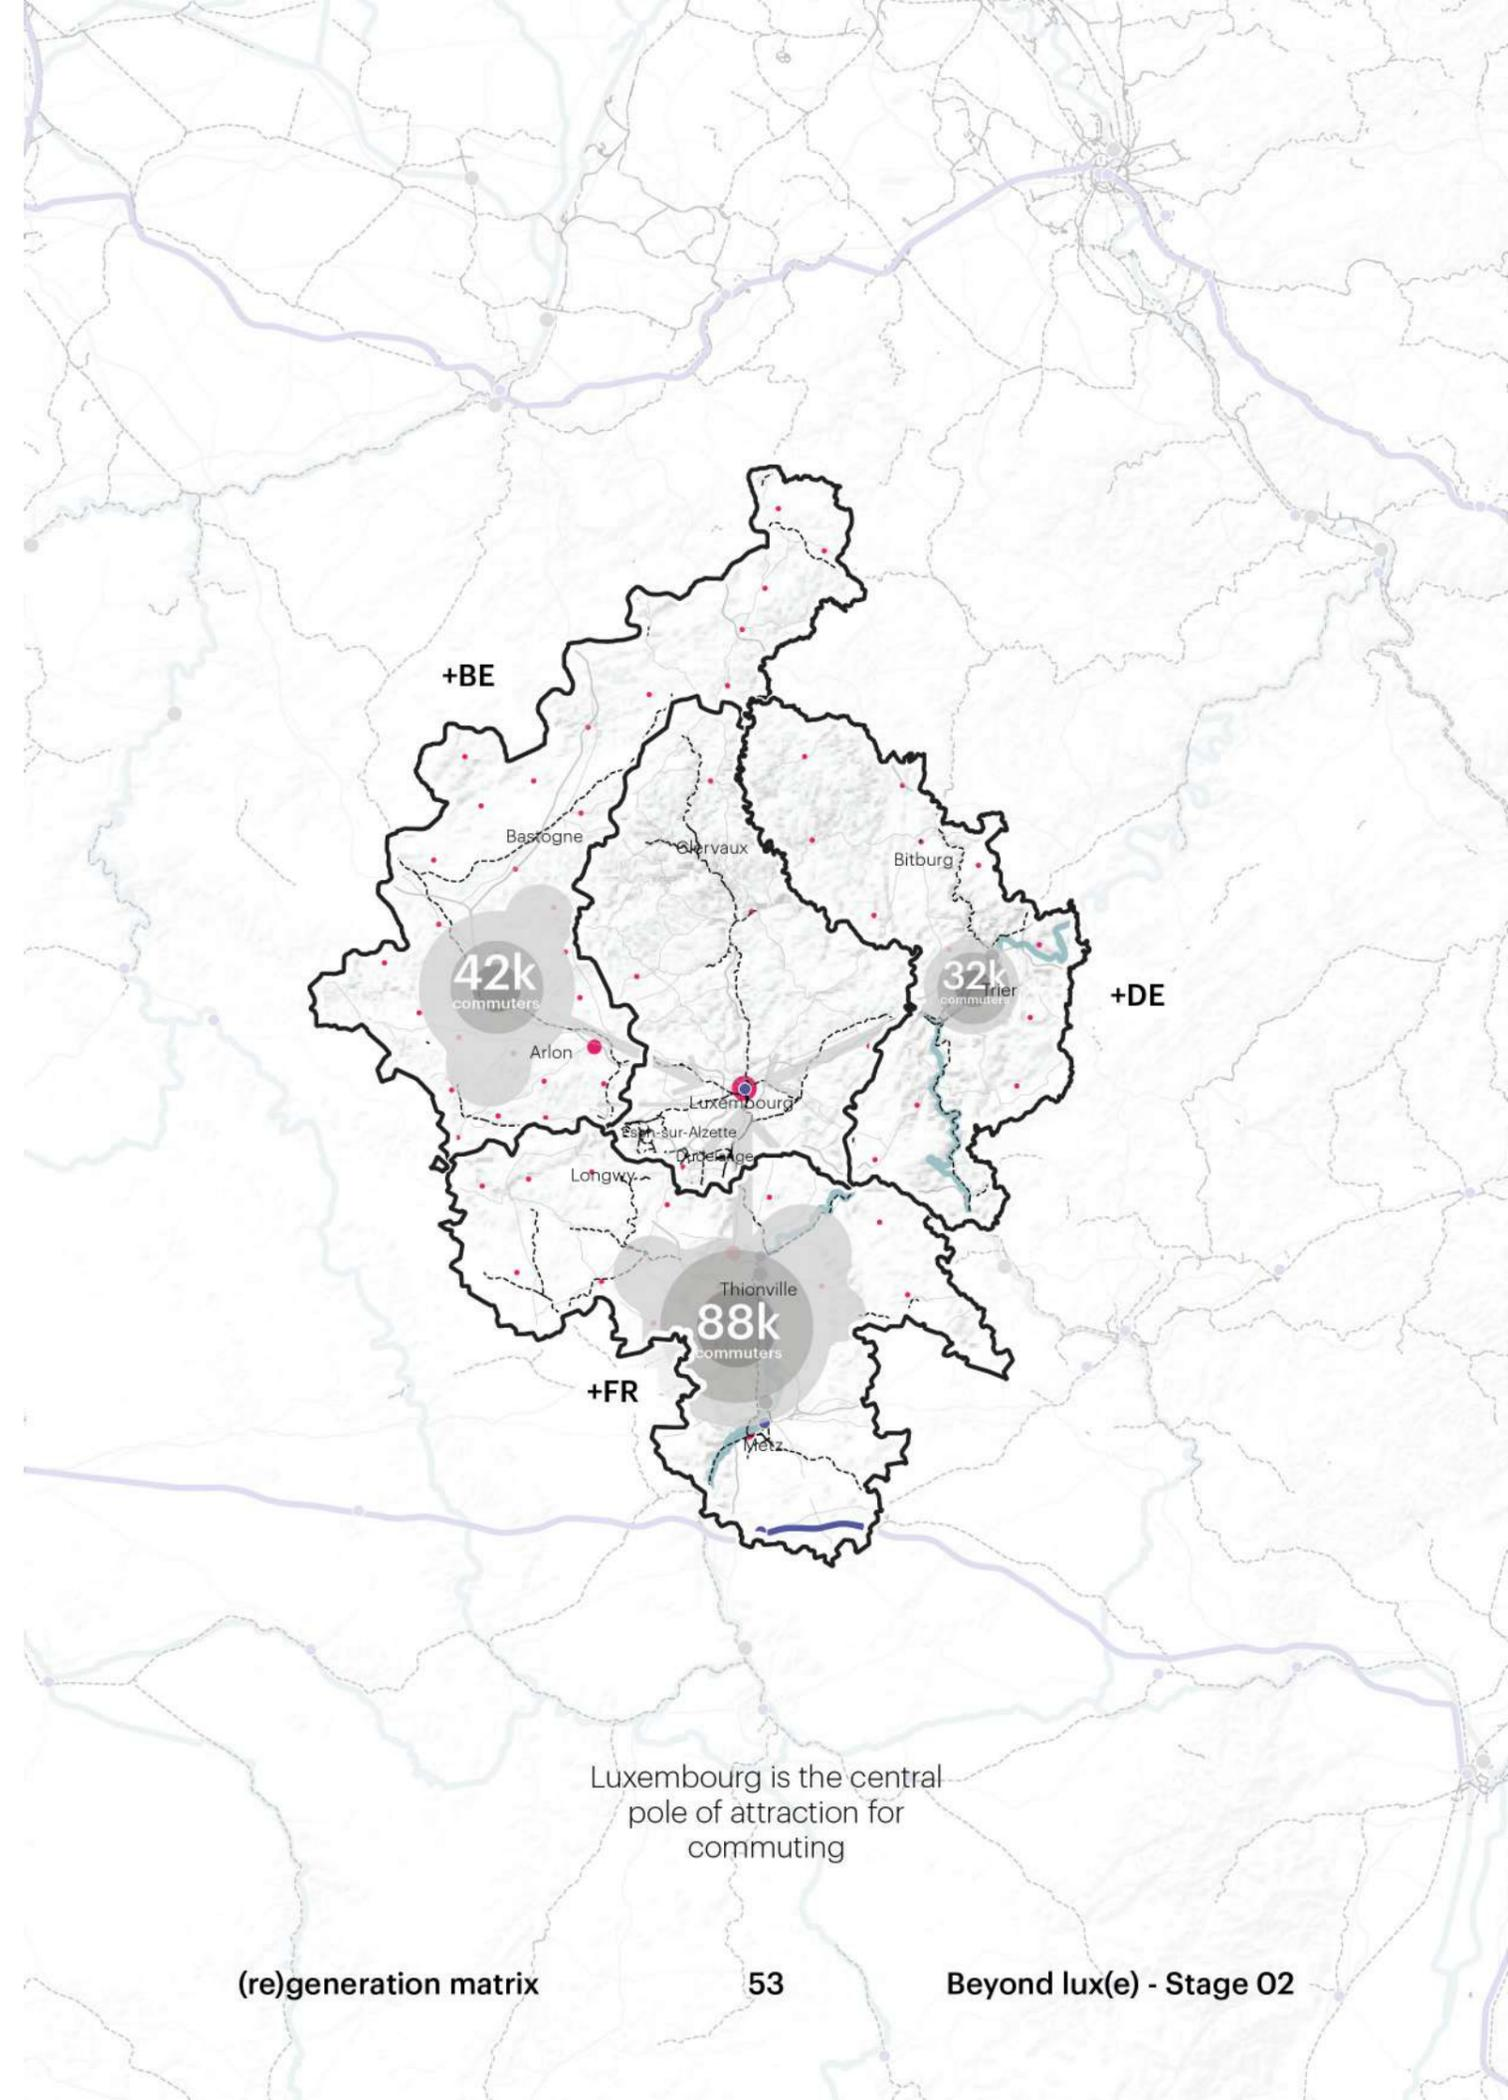 +BE
Bastogne
Clervaux
Bitburg
42k
commuters
32k
commuters
Trier
+DE
Arlon
Luxembourg
Esch-sur-Alzette
Dudelange
Longwy
Thionville
88k
commuters
+FR
Metz
Luxembourg is the central
pole of attraction for
commuting
(re)generation matrix
53
Beyond lux(e) - Stage 02